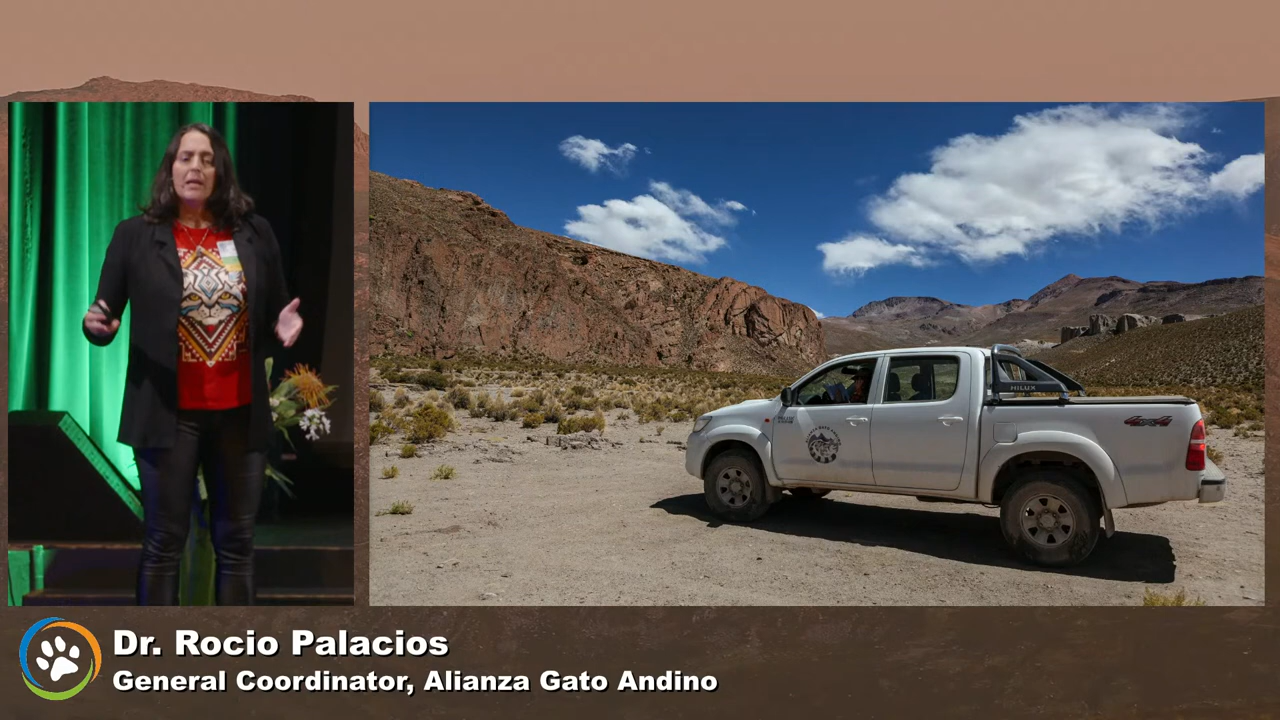 HILUX
4x4
Dr. Rocio Palacios
General Coordinator, Alianza Gato Andino